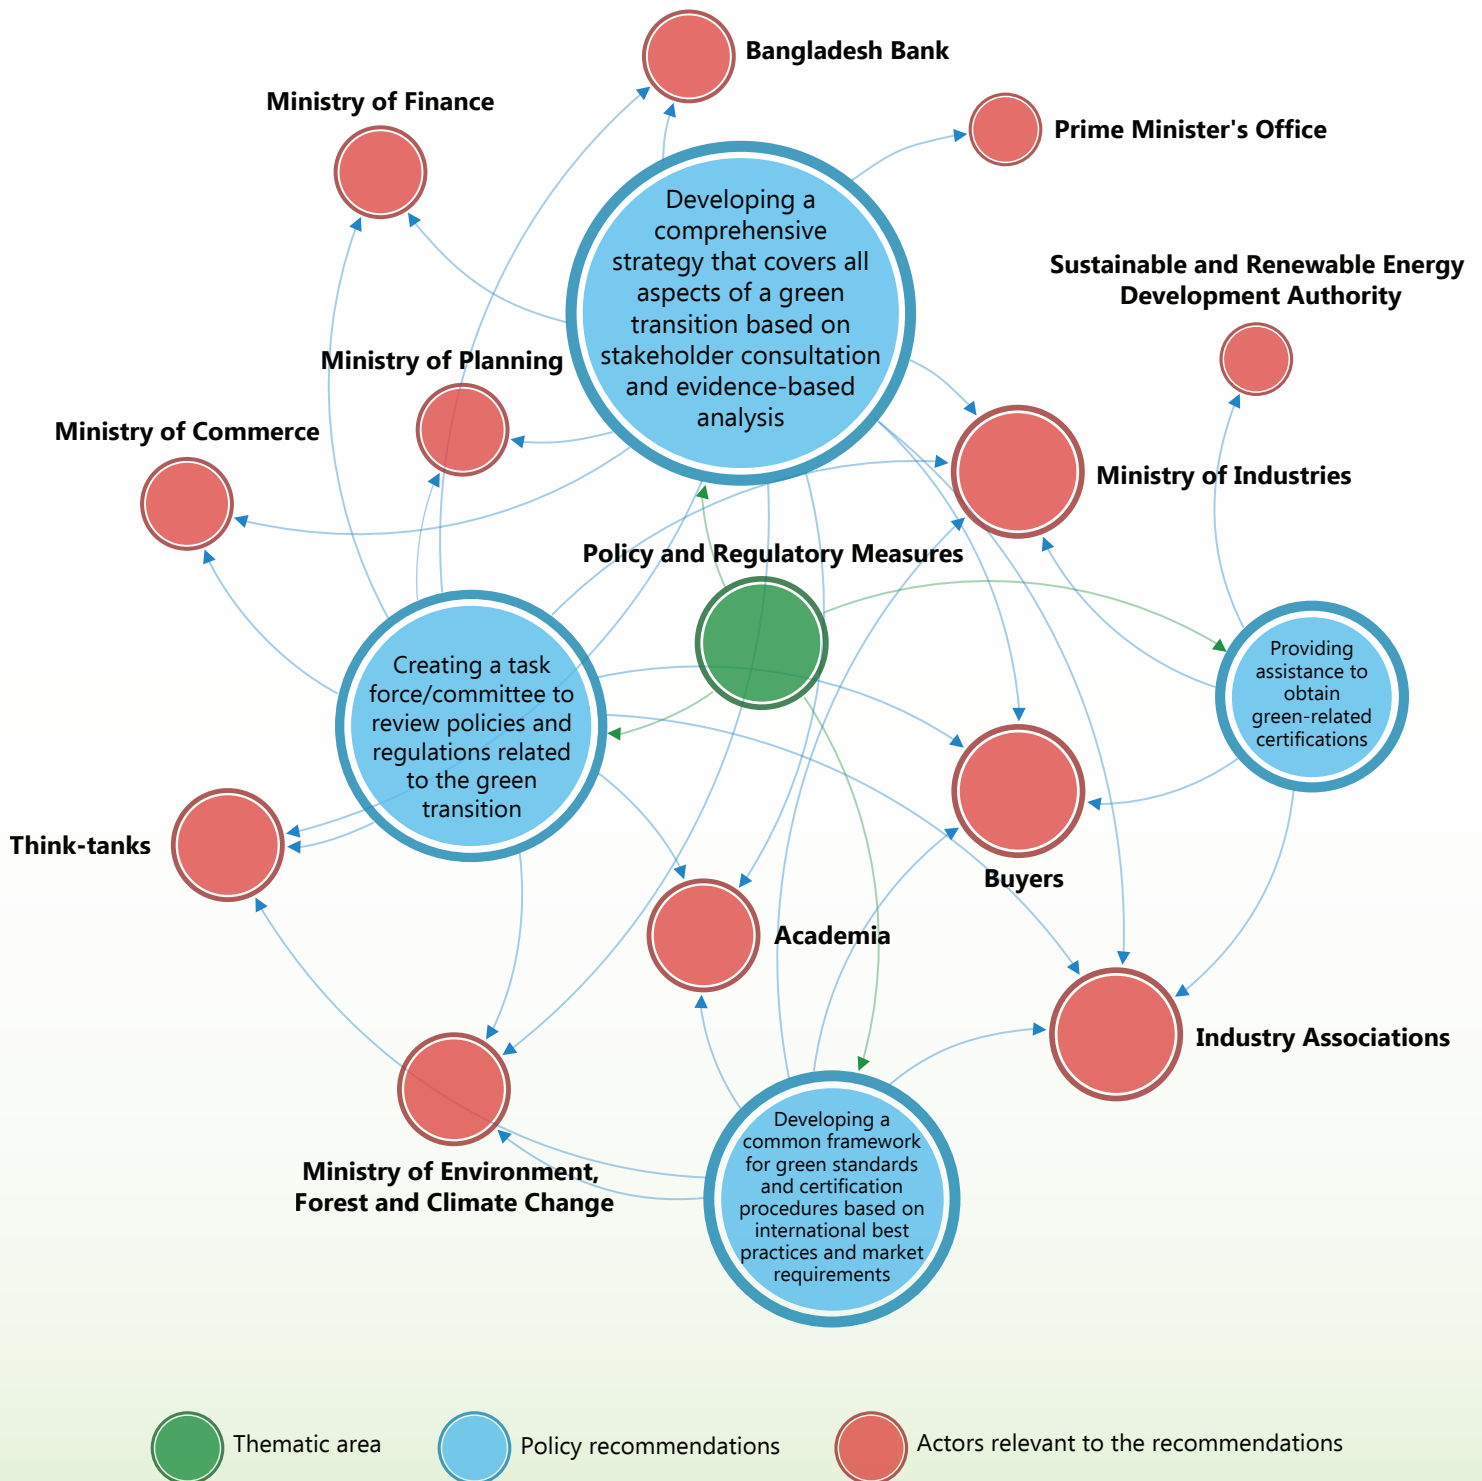 Bangladesh Bank
Ministry of Finance
Prime Minister's Office
Developing a
comprehensive
strategy that covers all
aspects of a green
transition based on
stakeholder consultation
and evidence-based
analysis
Sustainable and Renewable Energy
Development Authority
Ministry of Planning
Ministry of Commerce
Ministry of Industries
Policy and Regulatory Measures
Creating a task
force/committee to
review policies and
regulations related
to the green
transition
Providing
assistance to
obtain
green-related
certifications
Think-tanks
Buyers
Academia
Industry Associations
Developing a
common framework
for green standards
and certification
procedures based on
international best
practices and market
requirements
Ministry of Environment,
Forest and Climate Change
Thematic area
Policy recommendations
Actors relevant to the recommendations